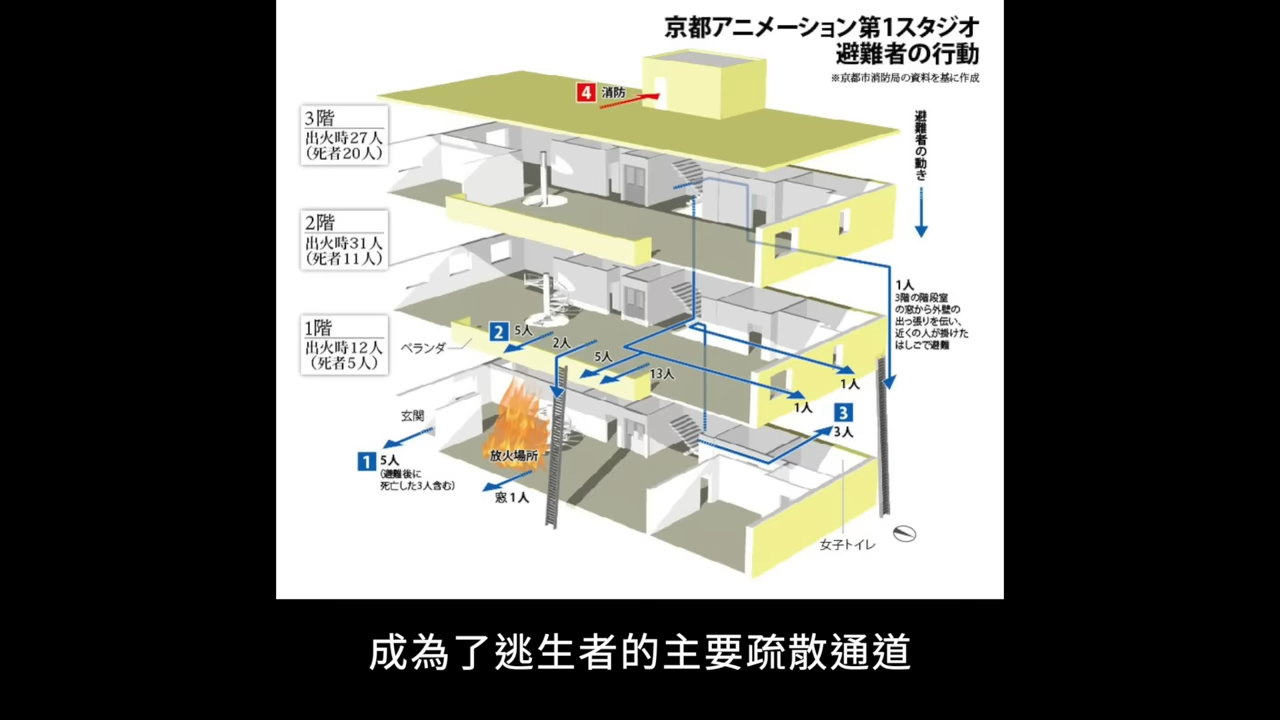 京都アニメーション第1スタジオ
避難者の行動
※京都市消防局の資料を基に作成
4 消防
3階
出火時27人
(死者20人)
避難者の動き
2階
出火時31人
(死者11人)
1人
3階の階段室
の窓から外壁の
出っ張りを伝い、
近くの人が掛けた
はしごで避難
1階
出火時12人
(死者5人)
ベランダ
2 5人
2人
5人
13人
1人
1人
3
3人
玄関
1 5人
(避難後に
死亡した3人含む)
放火場所
窓1人
女子トイレ
成為了逃生者的主要疏散通道